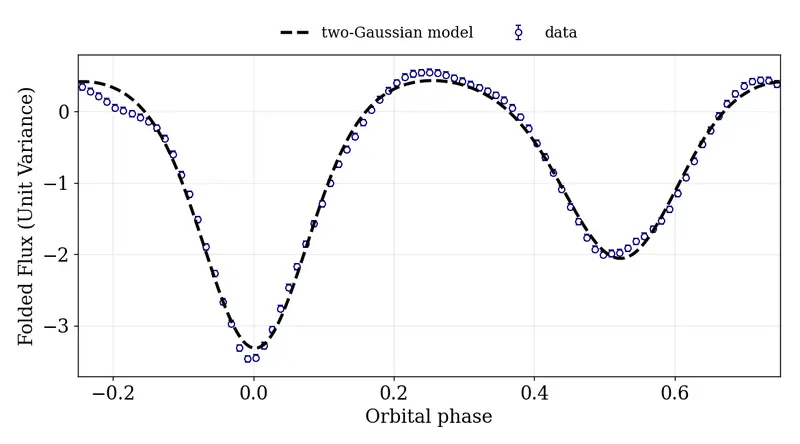 two-Gaussian model
data
Folded Flux (Unit Variance)
0
−1
−2
−3
−0.2
0.0
0.2
0.4
0.6
Orbital phase